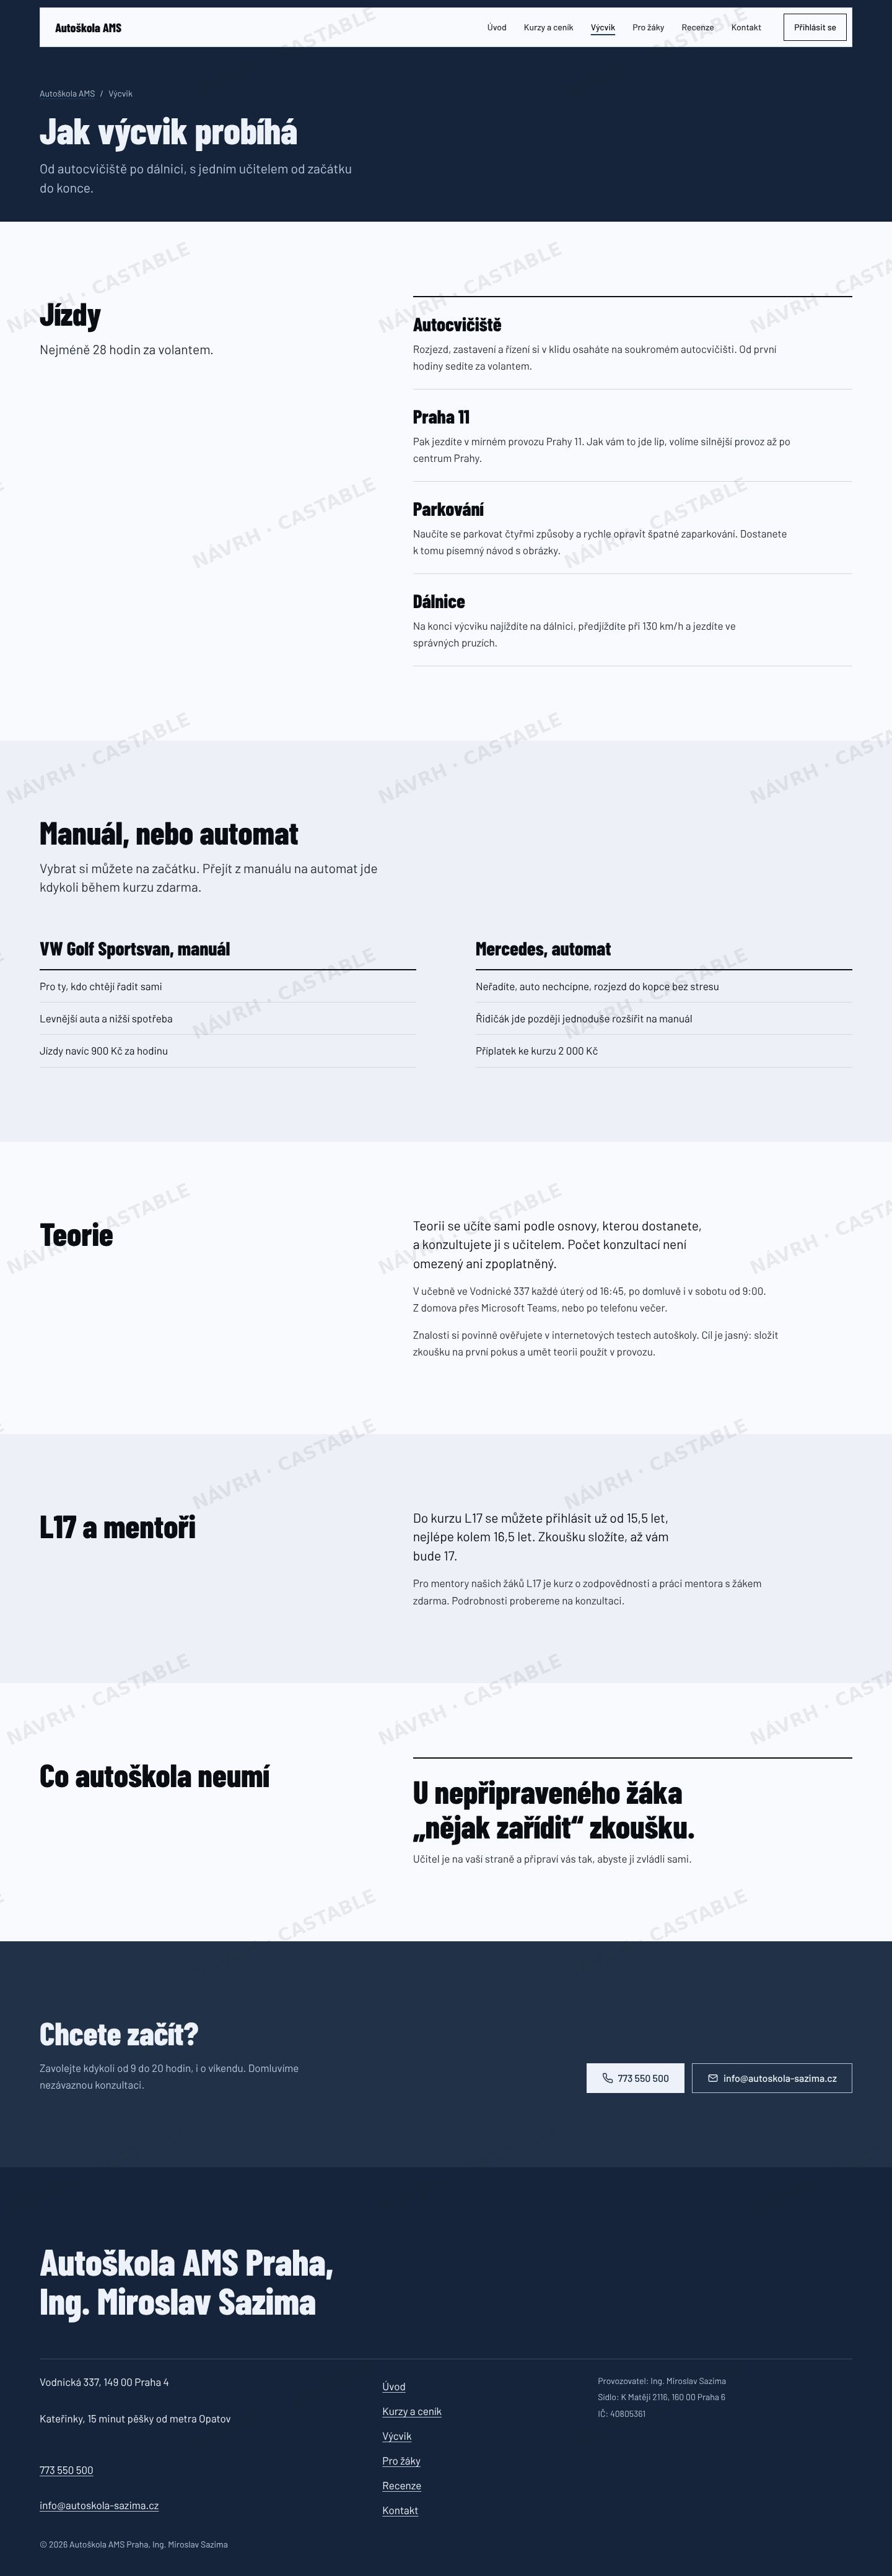 Autoškola AMS
Úvod
Kurzy a ceník
Výcvik
Pro žáky
Recenze
Kontakt
Přihlásit se
Autoškola AMS / Výcvik
Jak výcvik probíhá
Od autocvičiště po dálnici, s jedním učitelem od začátku
do konce.
Jízdy
Nejméně 28 hodin za volantem.
Autocvičiště
Rozjezd, zastavení a řízení si v klidu osaháte na soukromém autocvičišti. Od první
hodiny sedíte za volantem.
Praha 11
Pak jezdíte v mírném provozu Prahy 11. Jak vám to jde líp, volíme silnější provoz až po
centrum Prahy.
Parkování
Naučíte se parkovat čtyřmi způsoby a rychle opravit špatné zaparkování. Dostanete
k tomu písemný návod s obrázky.
Dálnice
Na konci výcviku najíždíte na dálnici, předjíždíte při 130 km/h a jezdíte ve
správných pruzích.
Manuál, nebo automat
Vybrat si můžete na začátku. Přejít z manuálu na automat jde
kdykoli během kurzu zdarma.
VW Golf Sportsvan, manuál
Pro ty, kdo chtějí řadit sami
Levnější auta a nižší spotřeba
Jízdy navíc 900 Kč za hodinu
Mercedes, automat
Neřadíte, auto nechcípne, rozjezd do kopce bez stresu
Řidičák jde později jednoduše rozšířit na manuál
Příplatek ke kurzu 2 000 Kč
Teorie
Teorii se učíte sami podle osnovy, kterou dostanete,
a konzultujete ji s učitelem. Počet konzultací není
omezený ani zpoplatněný.
V učebně ve Vodnické 337 každé úterý od 16:45, po domluvě i v sobotu od 9:00.
Z domova přes Microsoft Teams, nebo po telefonu večer.
Znalosti si povinně ověřujete v internetových testech autoškoly. Cíl je jasný: složit
zkoušku na první pokus a umět teorii použít v provozu.
L17 a mentoři
Do kurzu L17 se můžete přihlásit už od 15,5 let,
nejlépe kolem 16,5 let. Zkoušku složíte, až vám
bude 17.
Pro mentory našich žáků L17 je kurz o zodpovědnosti a práci mentora s žákem
zdarma. Podrobnosti probereme na konzultaci.
Co autoškola neumí
U nepřipraveného žáka
„nějak zařídit“ zkoušku.
Učitel je na vaší straně a připraví vás tak, abyste ji zvládli sami.
Chcete začít?
Zavolejte kdykoli od 9 do 20 hodin, i o víkendu. Domluvíme
nezávaznou konzultaci.
773 550 500
info@autoskola-sazima.cz
Autoškola AMS Praha,
Ing. Miroslav Sazima
Vodnická 337, 149 00 Praha 4
Kateřinky, 15 minut pěšky od metra Opatov
773 550 500
info@autoskola-sazima.cz
Úvod
Kurzy a ceník
Výcvik
Pro žáky
Recenze
Kontakt
Provozovatel: Ing. Miroslav Sazima
Sídlo: K Matěji 2116, 160 00 Praha 6
IČ: 40805361
© 2026 Autoškola AMS Praha, Ing. Miroslav Sazima
NÁVRH · CASTABLE